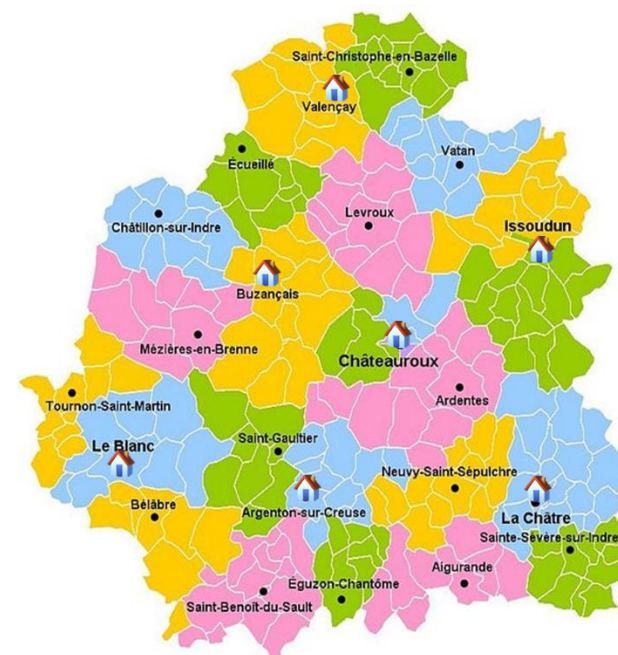 Saint-Christophe-en-Bazelle
Valençay
Vatan
Écueillé
Levroux
Issoudun
Châtillon-sur-Indre
Buzançais
Mézières-en-Brenne
Châteauroux
Ardentes
Tournon-Saint-Martin
Le Blanc
Saint-Gaultier
Neuvy-Saint-Sépulchre
Bélâbre
Argenton-sur-Creuse
La Châtre
Sainte-Sévère-sur-Indre
Aigurande
Éguzon-Chantôme
Saint-Benoît-du-Sault